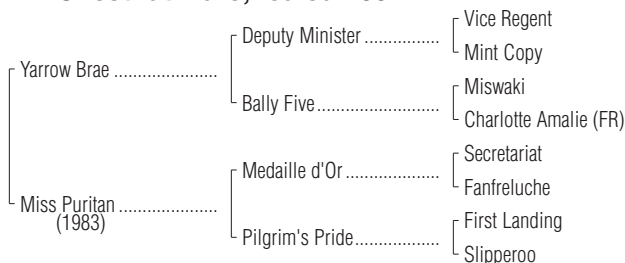 Yarrow Brae ..........................
Deputy Minister ...................
Vice Regent
Mint Copy
Bally Five...............................
Miswaki
Charlotte Amalie (FR)
Miss Puritan .........................
(1983)
Medaille d'Or........................
Secretariat
Fanfreluche
Pilgrim's Pride.....................
First Landing
Slipperoo